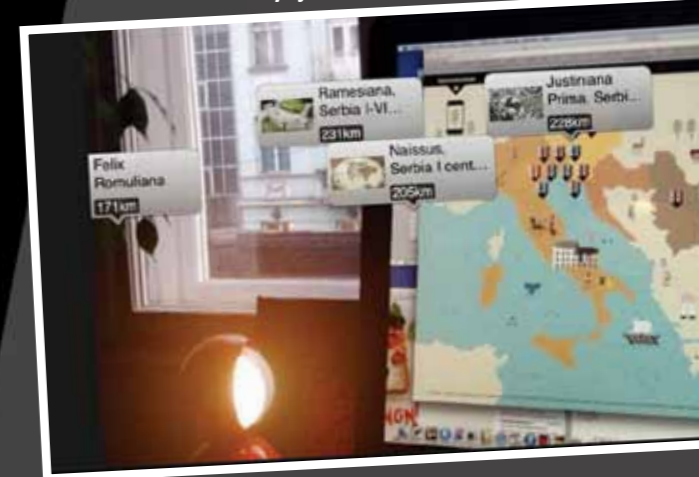 Felix
Romuliana
171km
Ramesiana,
Serbia I-VI...
231km
Naissus,
Serbia I cent...
205km
Justiniana
Prima, Serbi...
228km